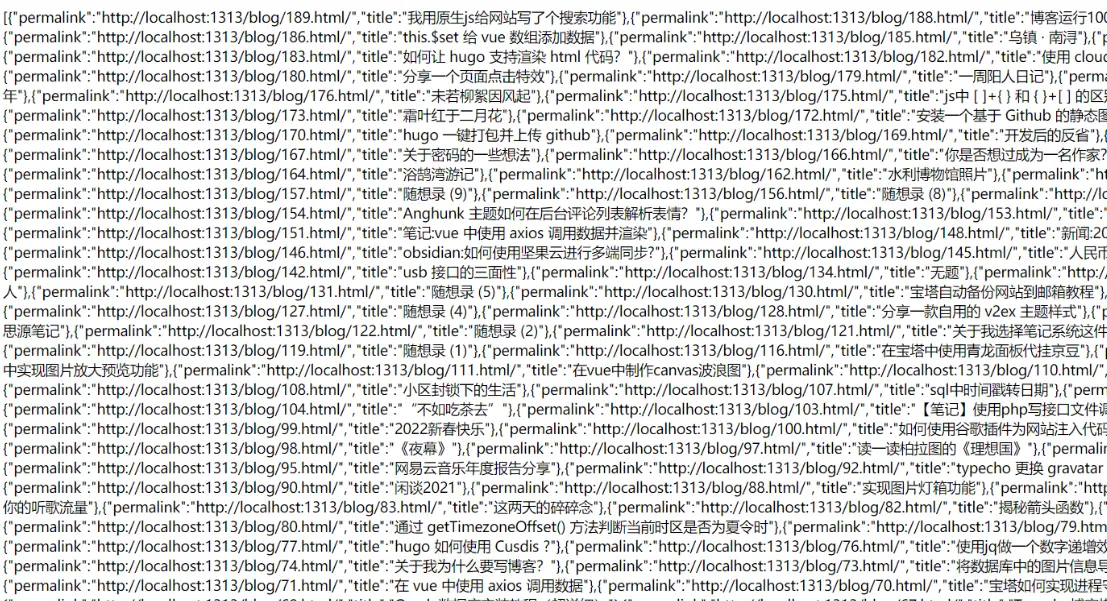 [{"permalink":"http://localhost:1313/blog/189.html/","title":"我用原生js给网站写了个搜索功能"},{"permalink":"http://localhost:1313/blog/188.html/","title":"博客运行100
{"permalink":"http://localhost:1313/blog/186.html/","title":"this.$set 给 vue 数组添加数据"},{"permalink":"http://localhost:1313/blog/185.html/","title":"乌镇 · 南浔"},{"p
{"permalink":"http://localhost:1313/blog/183.html/","title":"如何让 hugo 支持渲染 html 代码？"},{"permalink":"http://localhost:1313/blog/182.html/","title":"使用 cloud
{"permalink":"http://localhost:1313/blog/180.html/","title":"分享一个页面点击特效"},{"permalink":"http://localhost:1313/blog/179.html/","title":"一周阳人日记"},{"perma
年"},{"permalink":"http://localhost:1313/blog/176.html/","title":"未若柳絮因风起"},{"permalink":"http://localhost:1313/blog/175.html/","title":"js中 [ ]+{ } 和 { }+[ ] 的区别
{"permalink":"http://localhost:1313/blog/173.html/","title":"霜叶红于二月花"},{"permalink":"http://localhost:1313/blog/172.html/","title":"安装一个基于 Github 的静态图
{"permalink":"http://localhost:1313/blog/170.html/","title":"hugo 一键打包并上传 github"},{"permalink":"http://localhost:1313/blog/169.html/","title":"开发后的反省"},{
{"permalink":"http://localhost:1313/blog/167.html/","title":"关于密码的一些想法"},{"permalink":"http://localhost:1313/blog/166.html/","title":"你是否想过成为一名作家?
{"permalink":"http://localhost:1313/blog/164.html/","title":"浴鹄湾游记"},{"permalink":"http://localhost:1313/blog/162.html/","title":"水利博物馆照片"},{"permalink":"ht
{"permalink":"http://localhost:1313/blog/157.html/","title":"随想录 (9)"},{"permalink":"http://localhost:1313/blog/156.html/","title":"随想录 (8)"},{"permalink":"http://lo
{"permalink":"http://localhost:1313/blog/154.html/","title":"Anghunk 主题如何在后台评论列表解析表情？"},{"permalink":"http://localhost:1313/blog/153.html/","
{"permalink":"http://localhost:1313/blog/151.html/","title":"笔记:vue 中使用 axios 调用数据并渲染"},{"permalink":"http://localhost:1313/blog/148.html/","title":"新闻:20
{"permalink":"http://localhost:1313/blog/146.html/","title":"obsidian:如何使用坚果云进行多端同步?"},{"permalink":"http://localhost:1313/blog/145.html/","title":"人民币
{"permalink":"http://localhost:1313/blog/142.html/","title":"usb 接口的三面性"},{"permalink":"http://localhost:1313/blog/134.html/","title":"无题"},{"permalink":"http://
人"},{"permalink":"http://localhost:1313/blog/131.html/","title":"随想录 (5)"},{"permalink":"http://localhost:1313/blog/130.html/","title":"宝塔自动备份网站到邮箱教程"},
{"permalink":"http://localhost:1313/blog/127.html/","title":"随想录 (4)"},{"permalink":"http://localhost:1313/blog/128.html/","title":"分享一款自用的 v2ex 主题样式"},{"p
思源笔记"},{"permalink":"http://localhost:1313/blog/122.html/","title":"随想录 (2)"},{"permalink":"http://localhost:1313/blog/121.html/","title":"关于我选择笔记系统这件
{"permalink":"http://localhost:1313/blog/119.html/","title":"随想录 (1)"},{"permalink":"http://localhost:1313/blog/116.html/","title":"在宝塔中使用青龙面板代挂京豆"},{"p
中实现图片放大预览功能"},{"permalink":"http://localhost:1313/blog/111.html/","title":"在vue中制作canvas波浪图"},{"permalink":"http://localhost:1313/blog/110.html/",
{"permalink":"http://localhost:1313/blog/108.html/","title":"小区封锁下的生活"},{"permalink":"http://localhost:1313/blog/107.html/","title":"sql中时间戳转日期"},{"perm
{"permalink":"http://localhost:1313/blog/104.html/","title":"“不如吃茶去”"},{"permalink":"http://localhost:1313/blog/103.html/","title":"【笔记】使用php写接口文件调
{"permalink":"http://localhost:1313/blog/99.html/","title":"2022新春快乐"},{"permalink":"http://localhost:1313/blog/100.html/","title":"如何使用谷歌插件为网站注入代码
{"permalink":"http://localhost:1313/blog/98.html/","title":"《夜幕》"},{"permalink":"http://localhost:1313/blog/97.html/","title":"读一读柏拉图的《理想国》"},{"permalin
{"permalink":"http://localhost:1313/blog/95.html/","title":"网易云音乐年度报告分享"},{"permalink":"http://localhost:1313/blog/92.html/","title":"typecho 更换 gravatar
{"permalink":"http://localhost:1313/blog/90.html/","title":"闲谈2021"},{"permalink":"http://localhost:1313/blog/88.html/","title":"实现图片灯箱功能"},{"permalink":"http
你的听歌流量"},{"permalink":"http://localhost:1313/blog/83.html/","title":"这两天的碎碎念"},{"permalink":"http://localhost:1313/blog/82.html/","title":"揭秘箭头函数"},{"
{"permalink":"http://localhost:1313/blog/80.html/","title":"通过 getTimezoneOffset() 方法判断当前时区是否为夏令时"},{"permalink":"http://localhost:1313/blog/79.htm
{"permalink":"http://localhost:1313/blog/77.html/","title":"hugo 如何使用 Cusdis ?"},{"permalink":"http://localhost:1313/blog/76.html/","title":"使用jq做一个数字递增效
{"permalink":"http://localhost:1313/blog/74.html/","title":"关于我为什么要写博客？"},{"permalink":"http://localhost:1313/blog/73.html/","title":"将数据库中的图片信息导
{"permalink":"http://localhost:1313/blog/71.html/","title":"在 vue 中使用 axios 调用数据"},{"permalink":"http://localhost:1313/blog/70.html/","title":"宝塔如何实现进程守